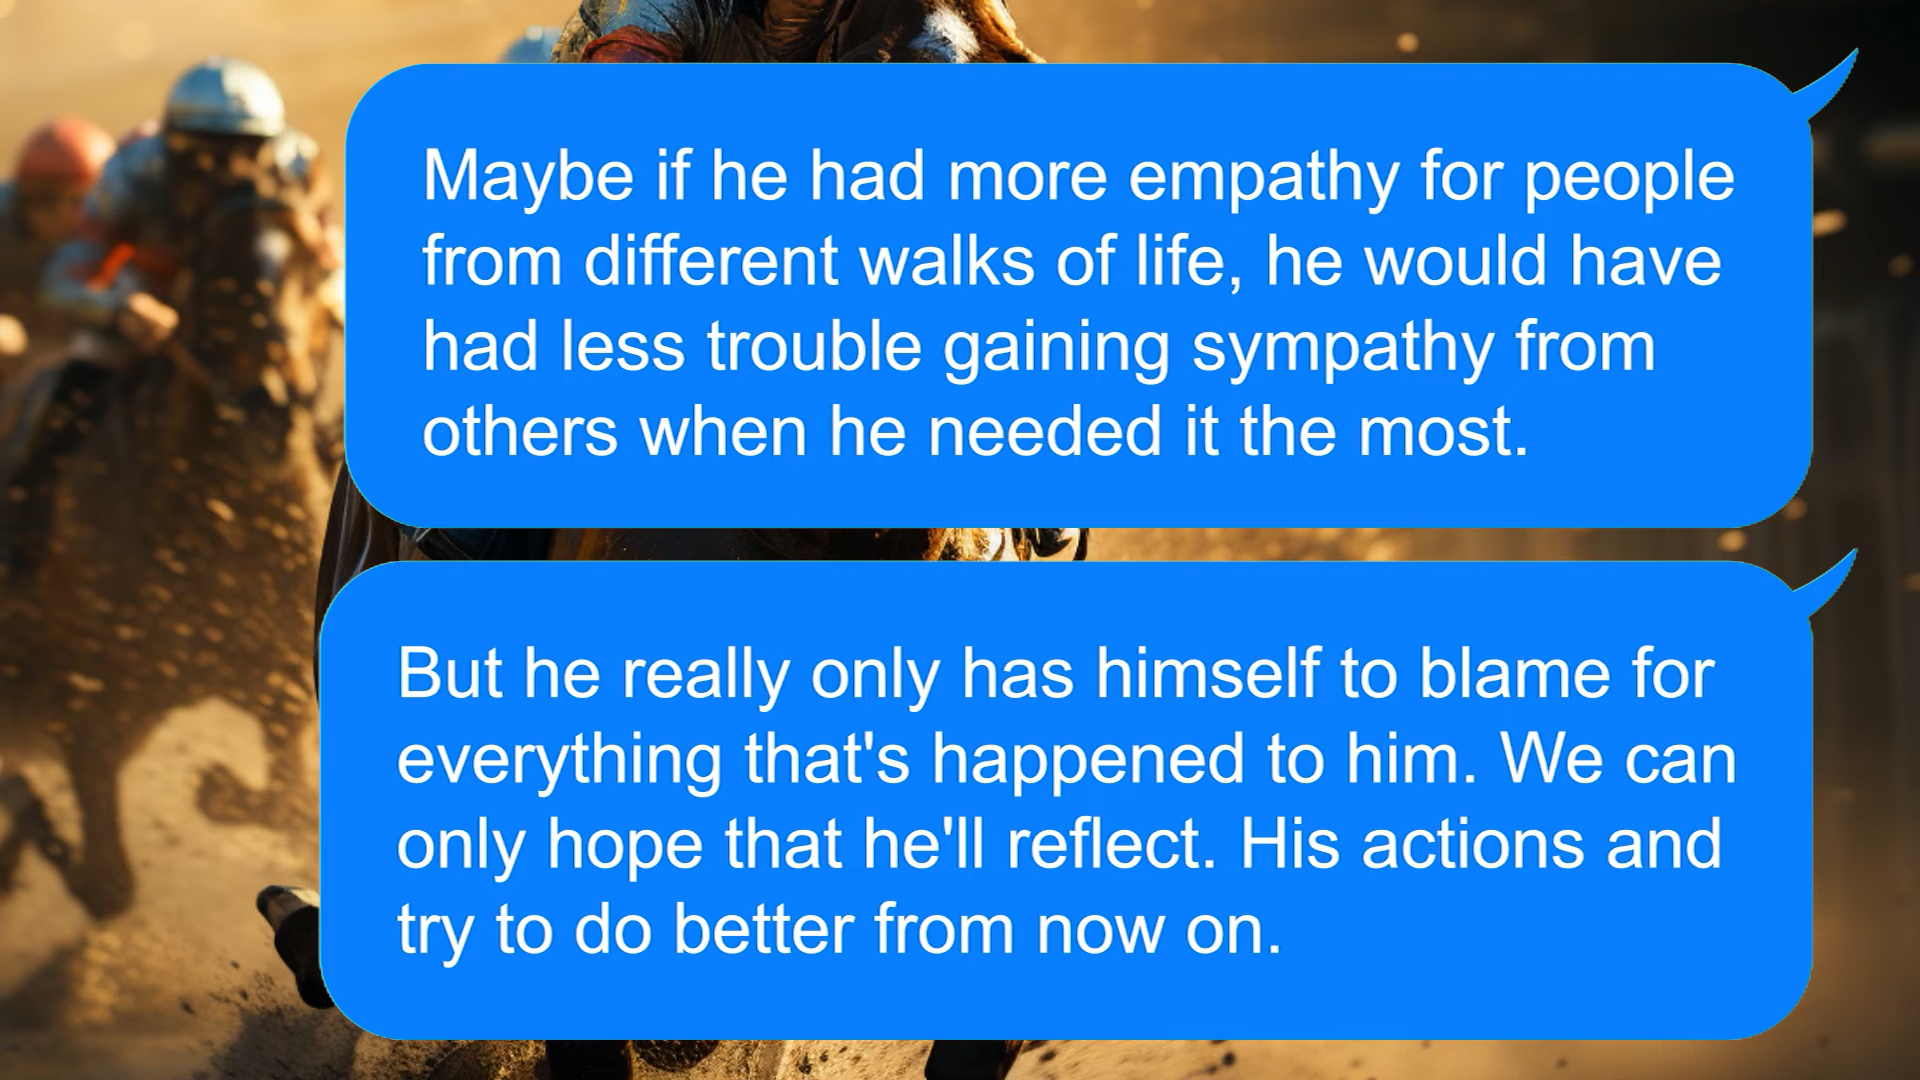 Maybe if he had more empathy for people
from different walks of life, he would have
had less trouble gaining sympathy from
others when he needed it the most.
But he really only has himself to blame for
everything that's happened to him. We can
only hope that he'll reflect. His actions and
try to do better from now on.